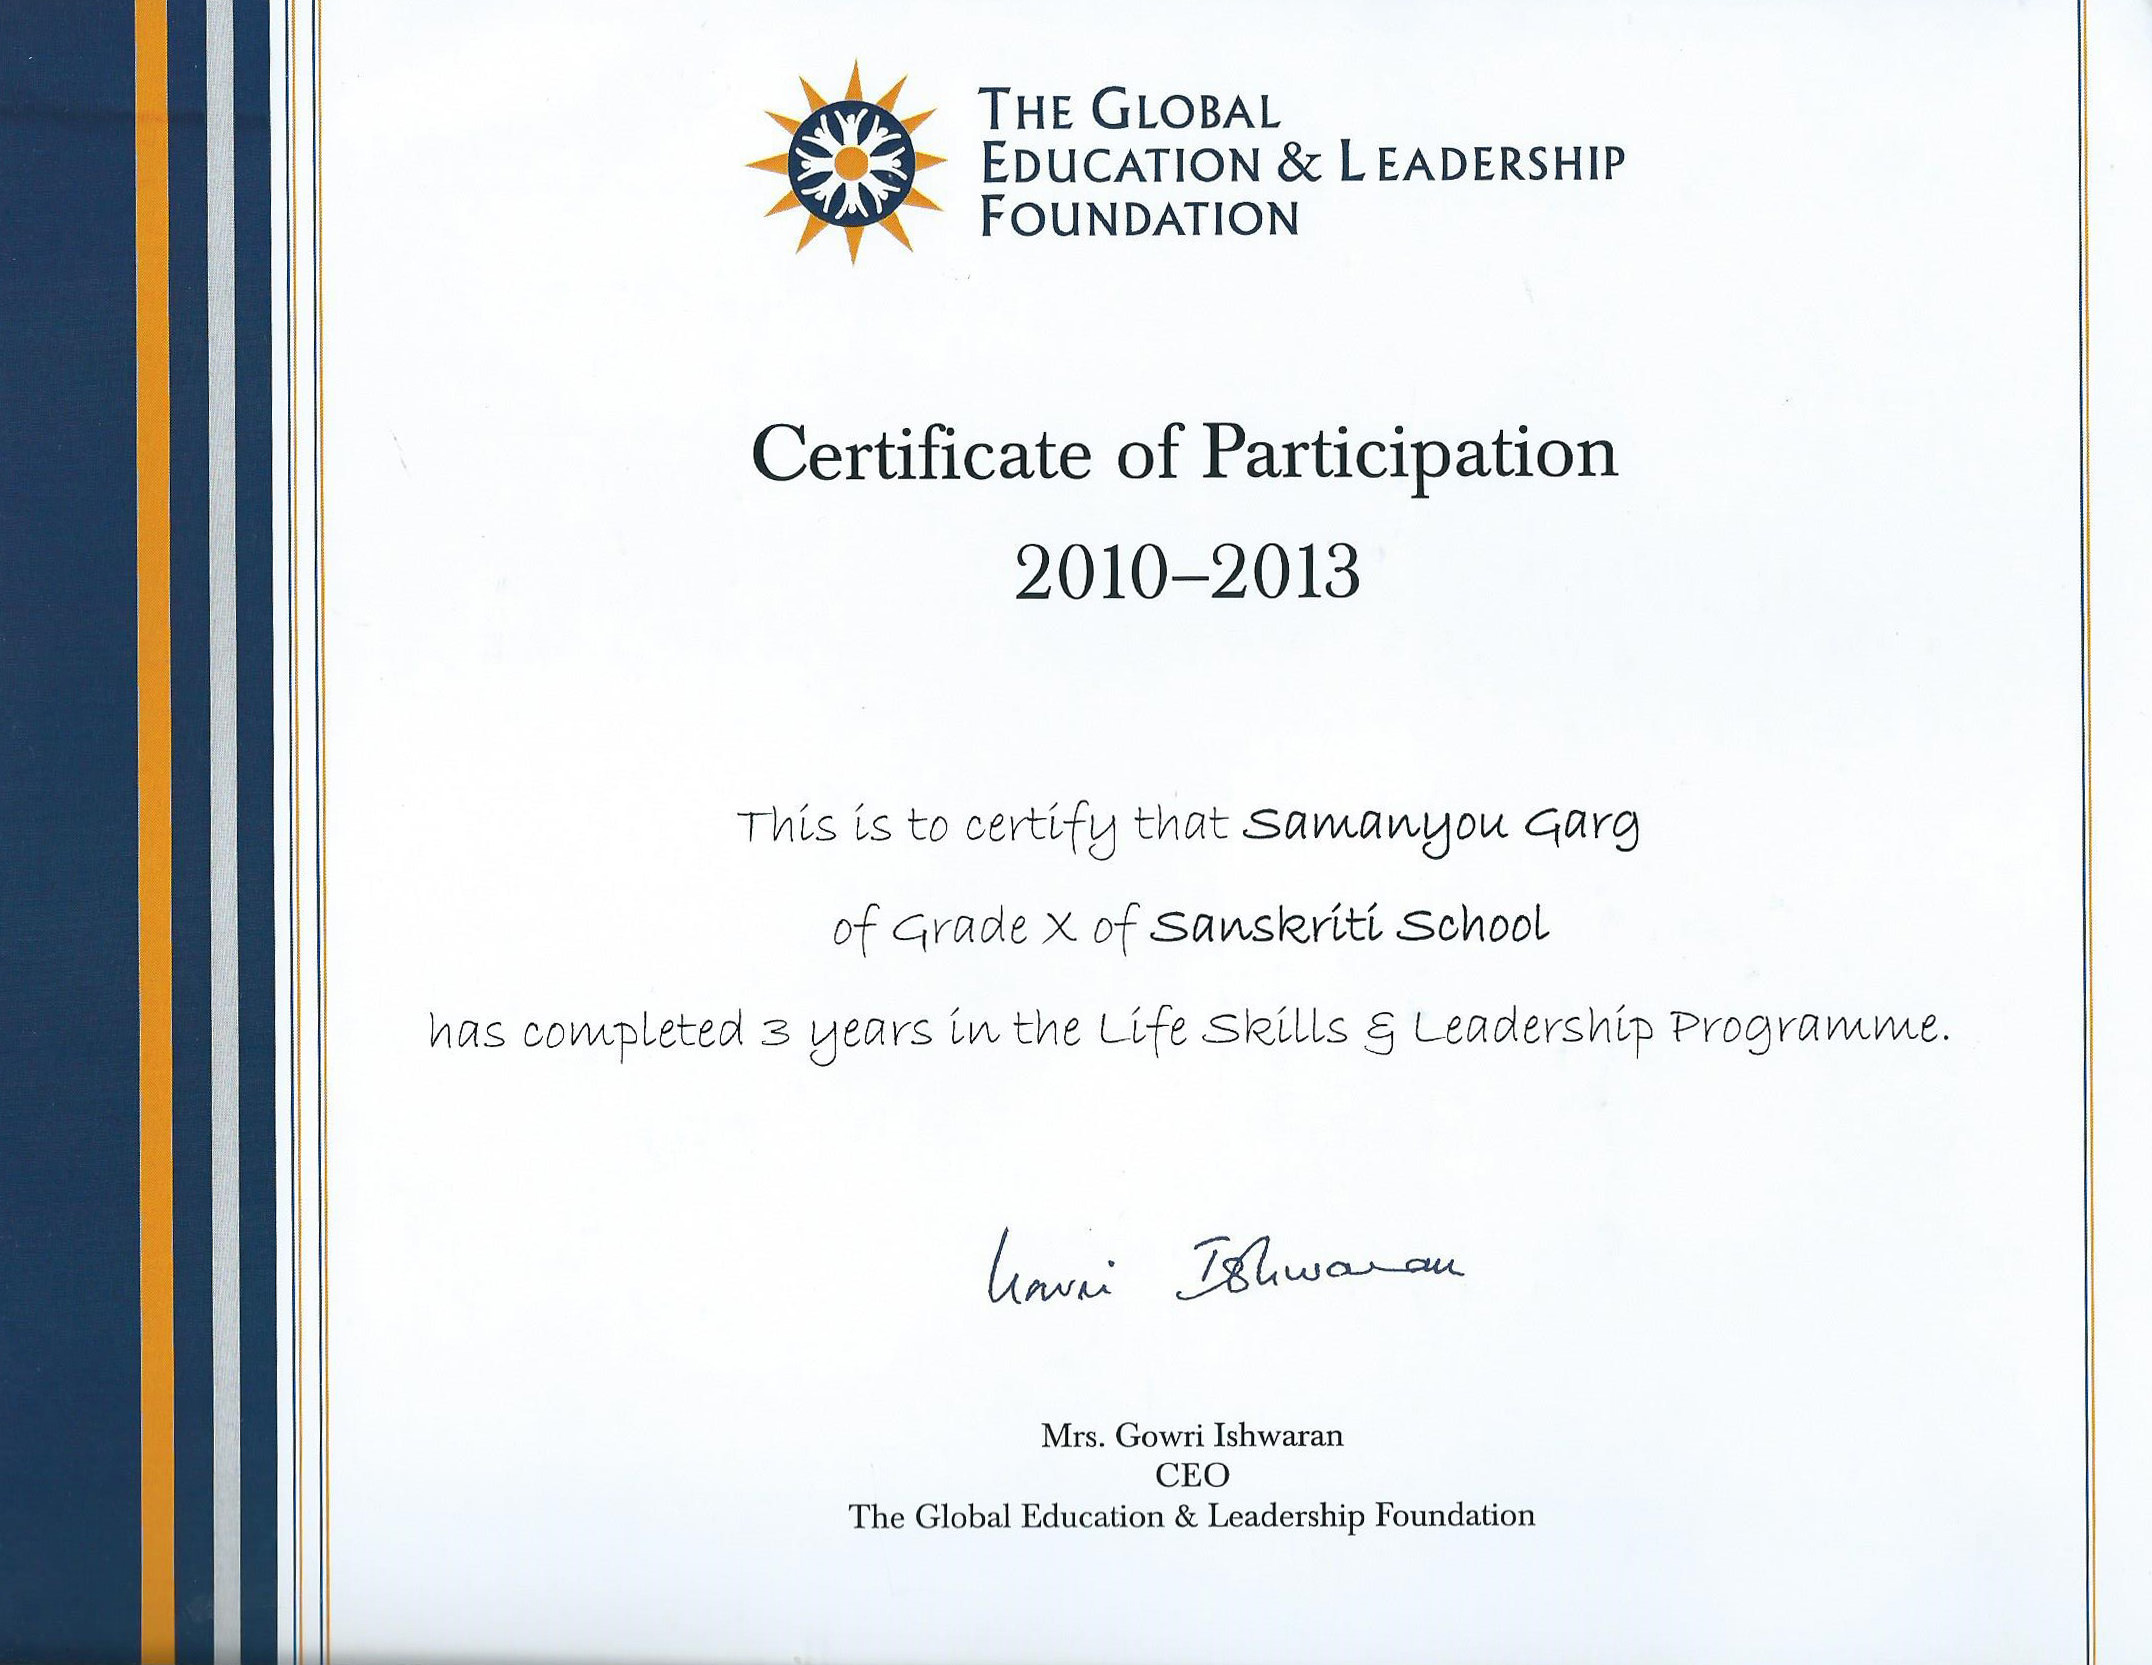 THE GLOBAL
EDUCATION & LEADERSHIP
FOUNDATION
Certificate of Participation
2010–2013
This is to certify that Samanyou Garg
of Grade X of Sanskriti School
has completed 3 years in the Life Skills & Leadership Programme.
Gowri Ishwaran
Mrs. Gowri Ishwaran
CEO
The Global Education & Leadership Foundation